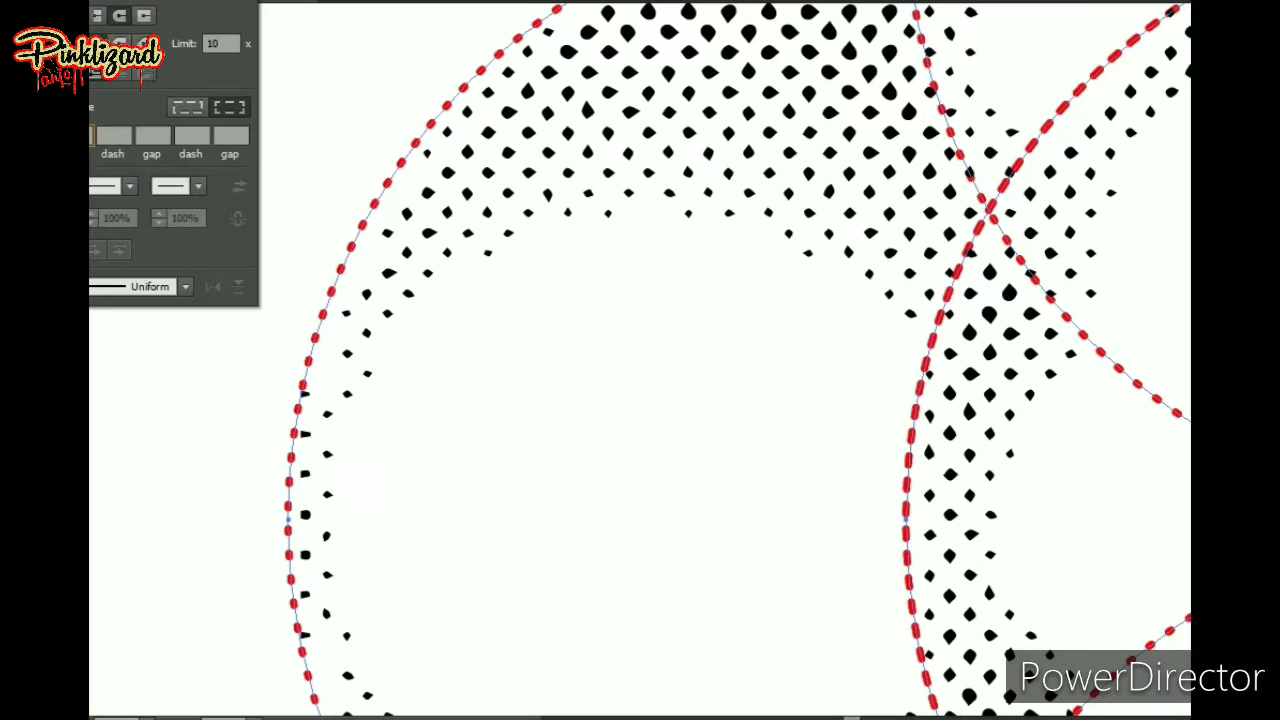 Pinklizard
Limit: 10 x
dash gap dash gap
100% 100%
Uniform
PowerDirector